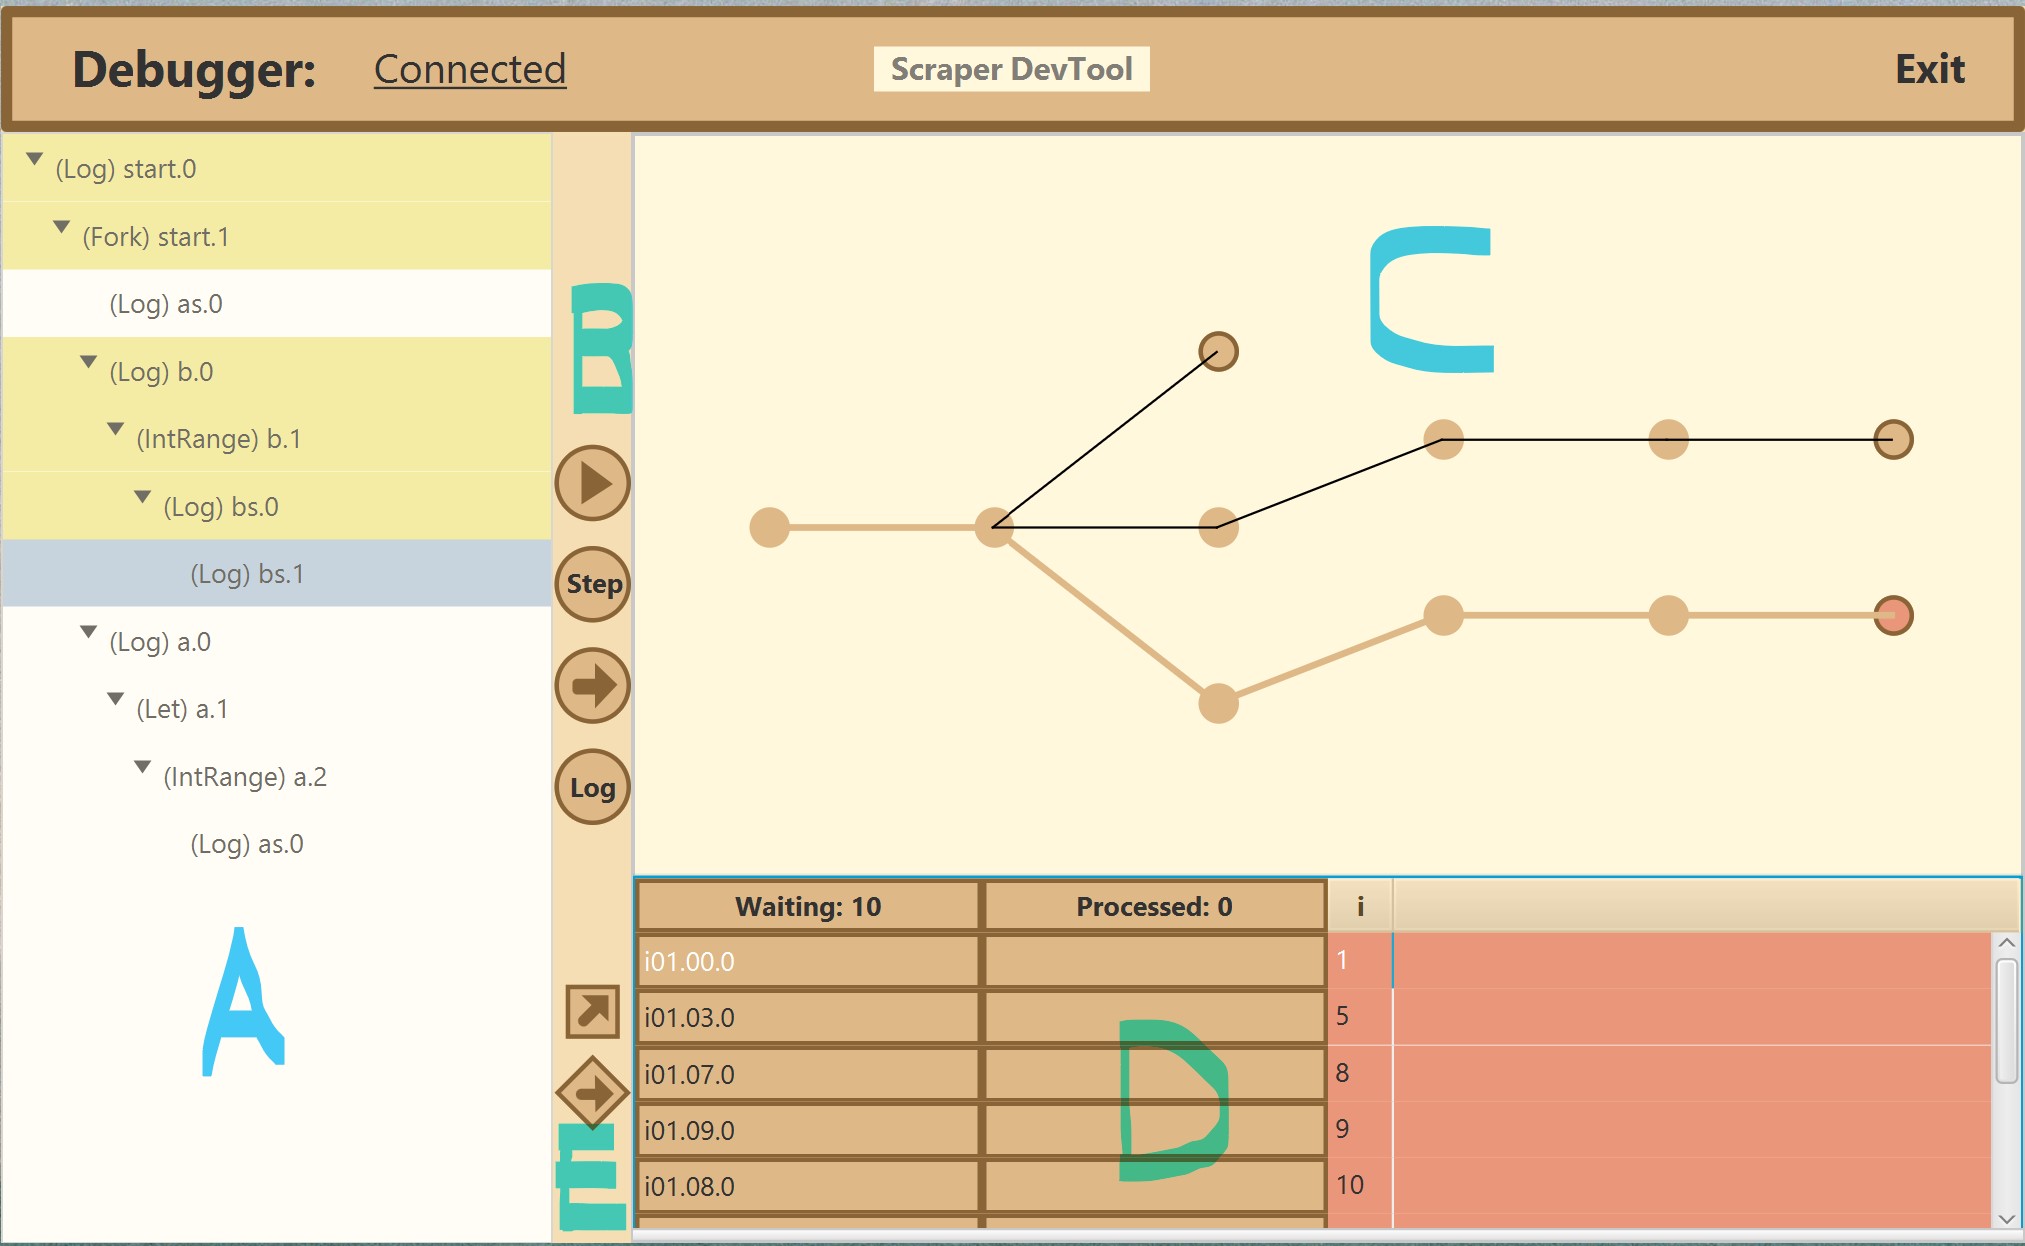 Debugger: Connected Scraper DevTool Exit
(Log) start.0
(Fork) start.1
(Log) as.0
(Log) b.0
(IntRange) b.1
(Log) bs.0
(Log) bs.1
(Log) a.0
(Let) a.1
(IntRange) a.2
(Log) as.0
A
B
Step
Log
E
C
Waiting: 10 Processed: 0 i
i01.00.0 1
i01.03.0 5
i01.07.0 8
i01.09.0 9
i01.08.0 10
D